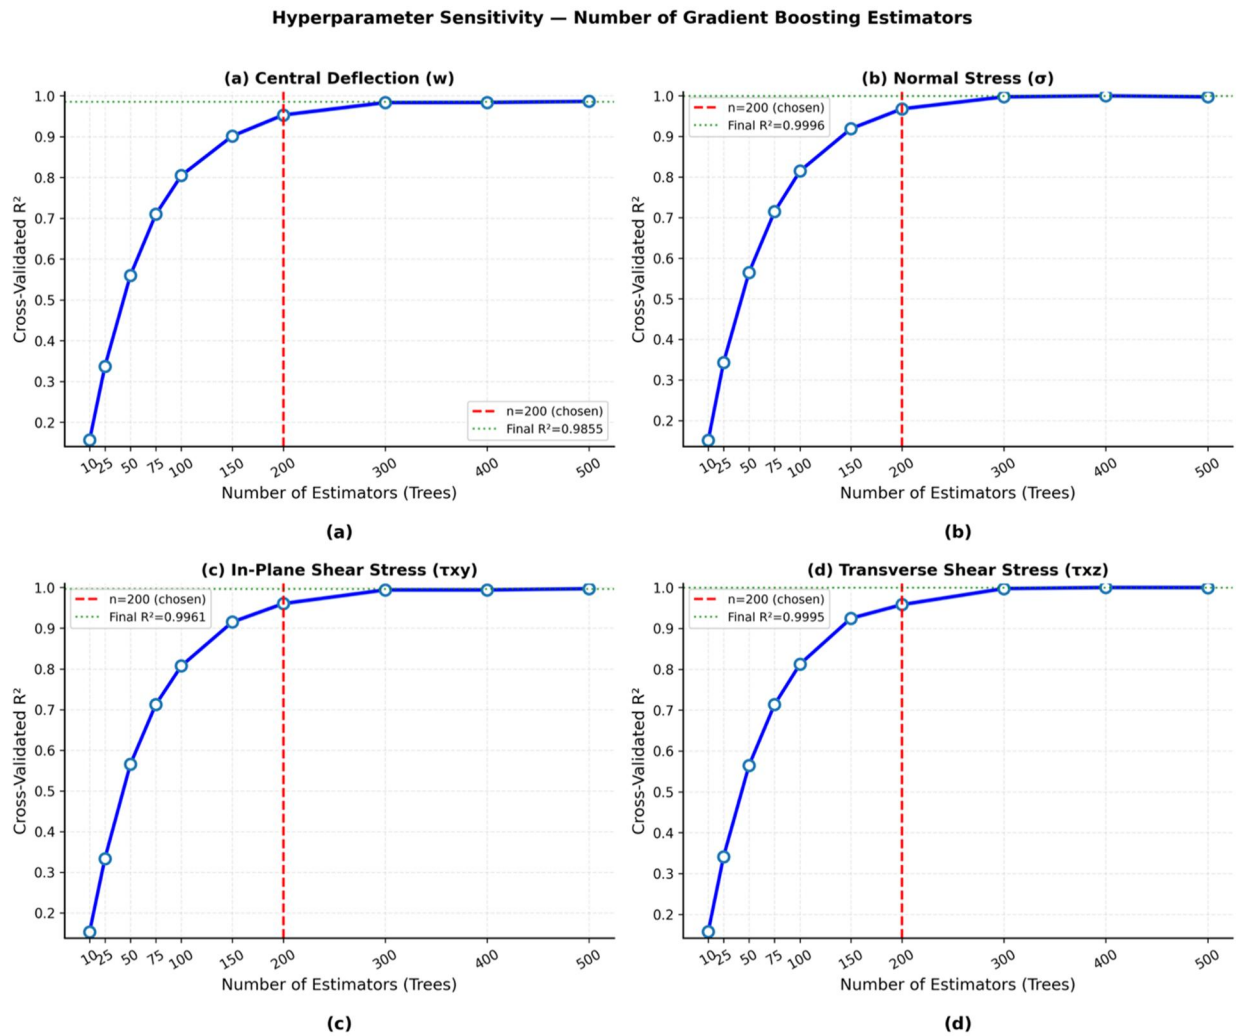 Hyperparameter Sensitivity — Number of Gradient Boosting Estimators
(a) Central Deflection (w)
Cross-Validated R²
1.0
0.9
0.8
0.7
0.6
0.5
0.4
0.3
0.2
n=200 (chosen)
Final R²=0.9855
10 25 50 75 100 150 200 300 400 500
Number of Estimators (Trees)
(a)
(b) Normal Stress (σ)
Cross-Validated R²
1.0
0.9
0.8
0.7
0.6
0.5
0.4
0.3
0.2
n=200 (chosen)
Final R²=0.9996
10 25 50 75 100 150 200 300 400 500
Number of Estimators (Trees)
(b)
(c) In-Plane Shear Stress (τxy)
Cross-Validated R²
1.0
0.9
0.8
0.7
0.6
0.5
0.4
0.3
0.2
n=200 (chosen)
Final R²=0.9961
10 25 50 75 100 150 200 300 400 500
Number of Estimators (Trees)
(c)
(d) Transverse Shear Stress (τxz)
Cross-Validated R²
1.0
0.9
0.8
0.7
0.6
0.5
0.4
0.3
0.2
n=200 (chosen)
Final R²=0.9995
10 25 50 75 100 150 200 300 400 500
Number of Estimators (Trees)
(d)